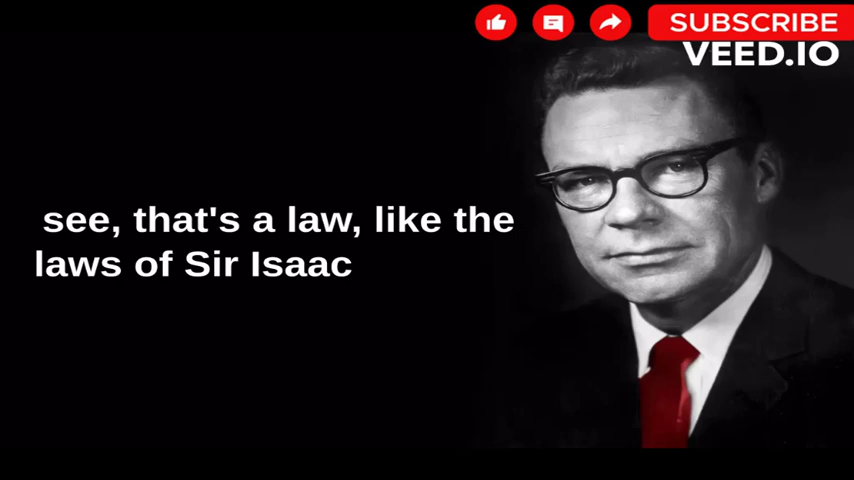 SUBSCRIBE
VEED.IO
see, that's a law, like the
laws of Sir Isaac